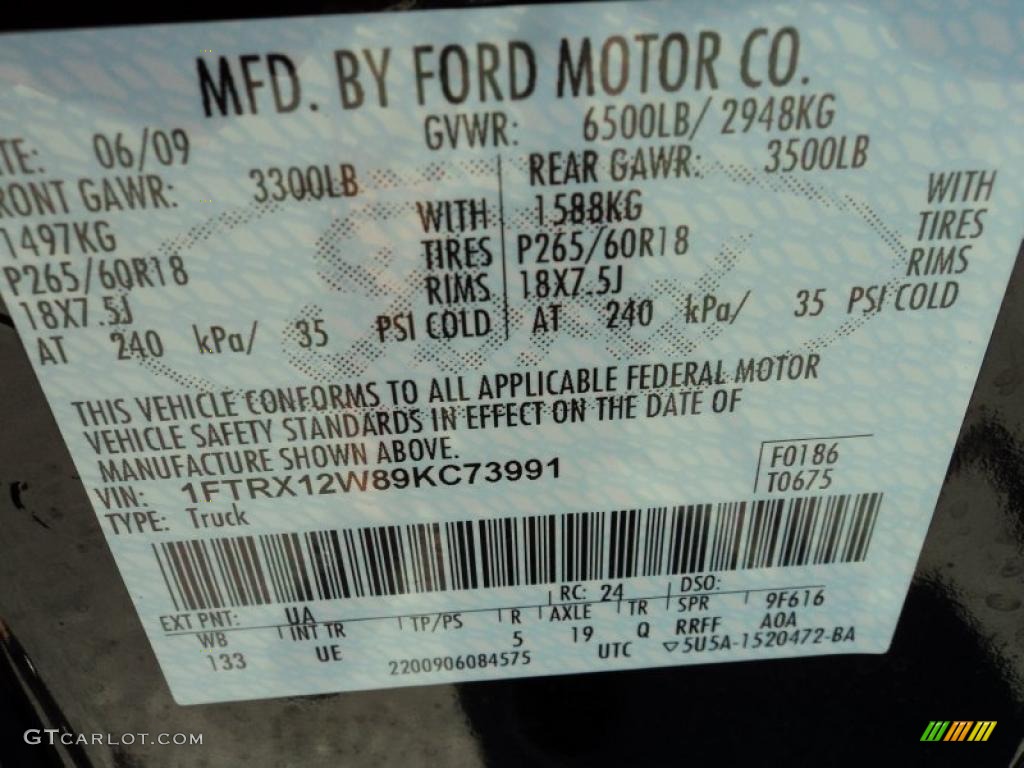 MFD. BY FORD MOTOR CO.
TE: 06/09 GVWR: 6500LB/ 2948KG
RONT GAWR: 3300LB REAR GAWR: 3500LB
1497KG WITH 1588KG WITH
P265/60R18 TIRES P265/60R18 TIRES
18X7.5J RIMS 18X7.5J RIMS
AT 240 kPa/ 35 PSI COLD AT 240 kPa/ 35 PSI COLD
THIS VEHICLE CONFORMS TO ALL APPLICABLE FEDERAL MOTOR
VEHICLE SAFETY STANDARDS IN EFFECT ON THE DATE OF
MANUFACTURE SHOWN ABOVE.
VIN: 1FTRX12W89KC73991 F0186
TYPE: Truck T0675
EXT PNT: UA RC: 24 DSO:
WB INT TR TP/PS R AXLE TR SPR 9F616
133 UE 5 19 Q RRFF A0A
2200906084575 UTC ▽5U5A-1520472-BA
GTCARLOT.COM